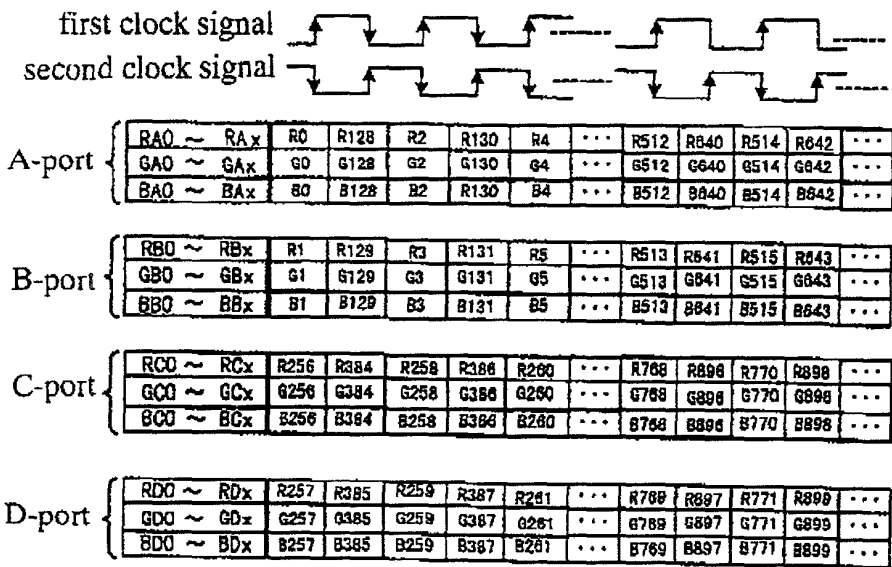 first clock signal
second clock signal
A-port
RA0 ~ RAx R0 R128 R2 R130 R4 ··· R512 R640 R514 R642 ···
GA0 ~ GAx G0 G128 G2 G130 G4 ··· G512 G640 G514 G642 ···
BA0 ~ BAx B0 B128 B2 R130 B4 ··· B512 B640 B514 B642 ···
B-port
RB0 ~ RBx R1 R129 R3 R131 R5 ··· R513 R641 R515 R643 ···
GB0 ~ GBx G1 G129 G3 G131 G5 ··· G513 G641 G515 G643 ···
BB0 ~ BBx B1 B129 B3 B131 B5 ··· B513 B641 B515 B643 ···
C-port
RC0 ~ RCx R256 R384 R258 R386 R260 ··· R768 R896 R770 R898 ···
GC0 ~ GCx G256 G384 G258 G386 G260 ··· G768 G896 G770 G898 ···
BC0 ~ BCx B256 B384 B258 B386 B260 ··· B768 B896 B770 B898 ···
D-port
RD0 ~ RDx R257 R385 R259 R387 R261 ··· R769 R897 R771 R899 ···
GD0 ~ GDx G257 G385 G259 G387 G261 ··· G769 G897 G771 G899 ···
BD0 ~ BDx B257 B385 B259 B387 B261 ··· B769 B897 B771 B899 ···